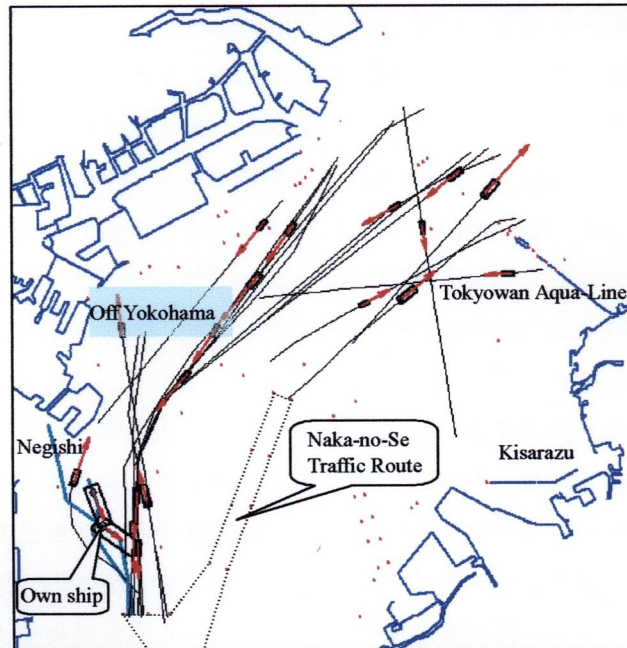 Off Yokohama
Tokyowan Aqua-Line
Negishi
Naka-no-Se
Traffic Route
Kisarazu
Own ship